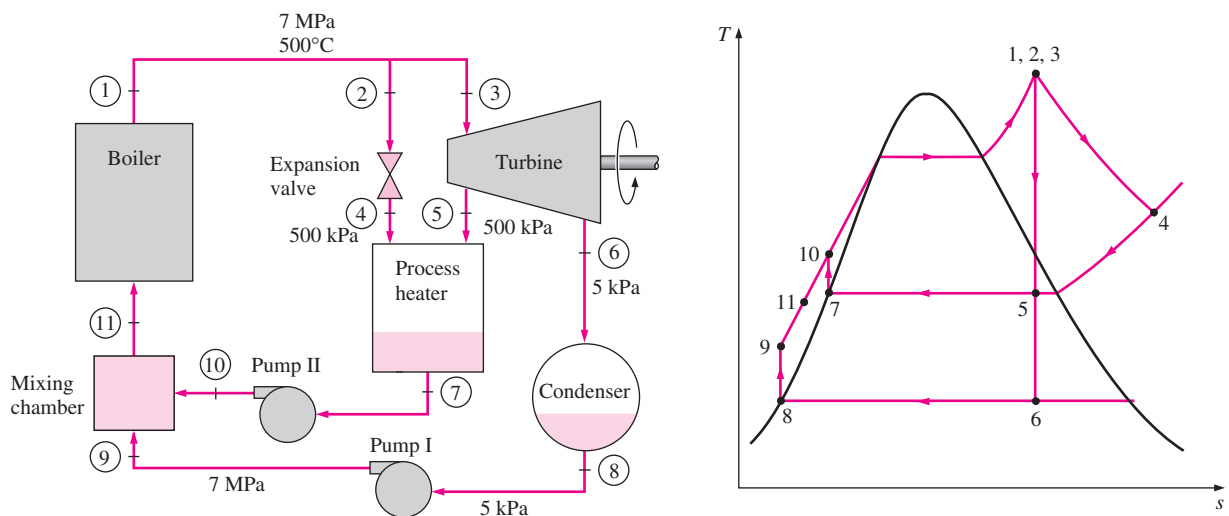 7 MPa
500°C
1
2
3
Boiler
Expansion
valve
Turbine
4
5
500 kPa
500 kPa
6
Process
heater
5 kPa
11
10
Pump II
7
Condenser
Mixing
chamber
9
Pump I
8
7 MPa
5 kPa
T
1, 2, 3
4
10
11
7
5
9
8
6
s